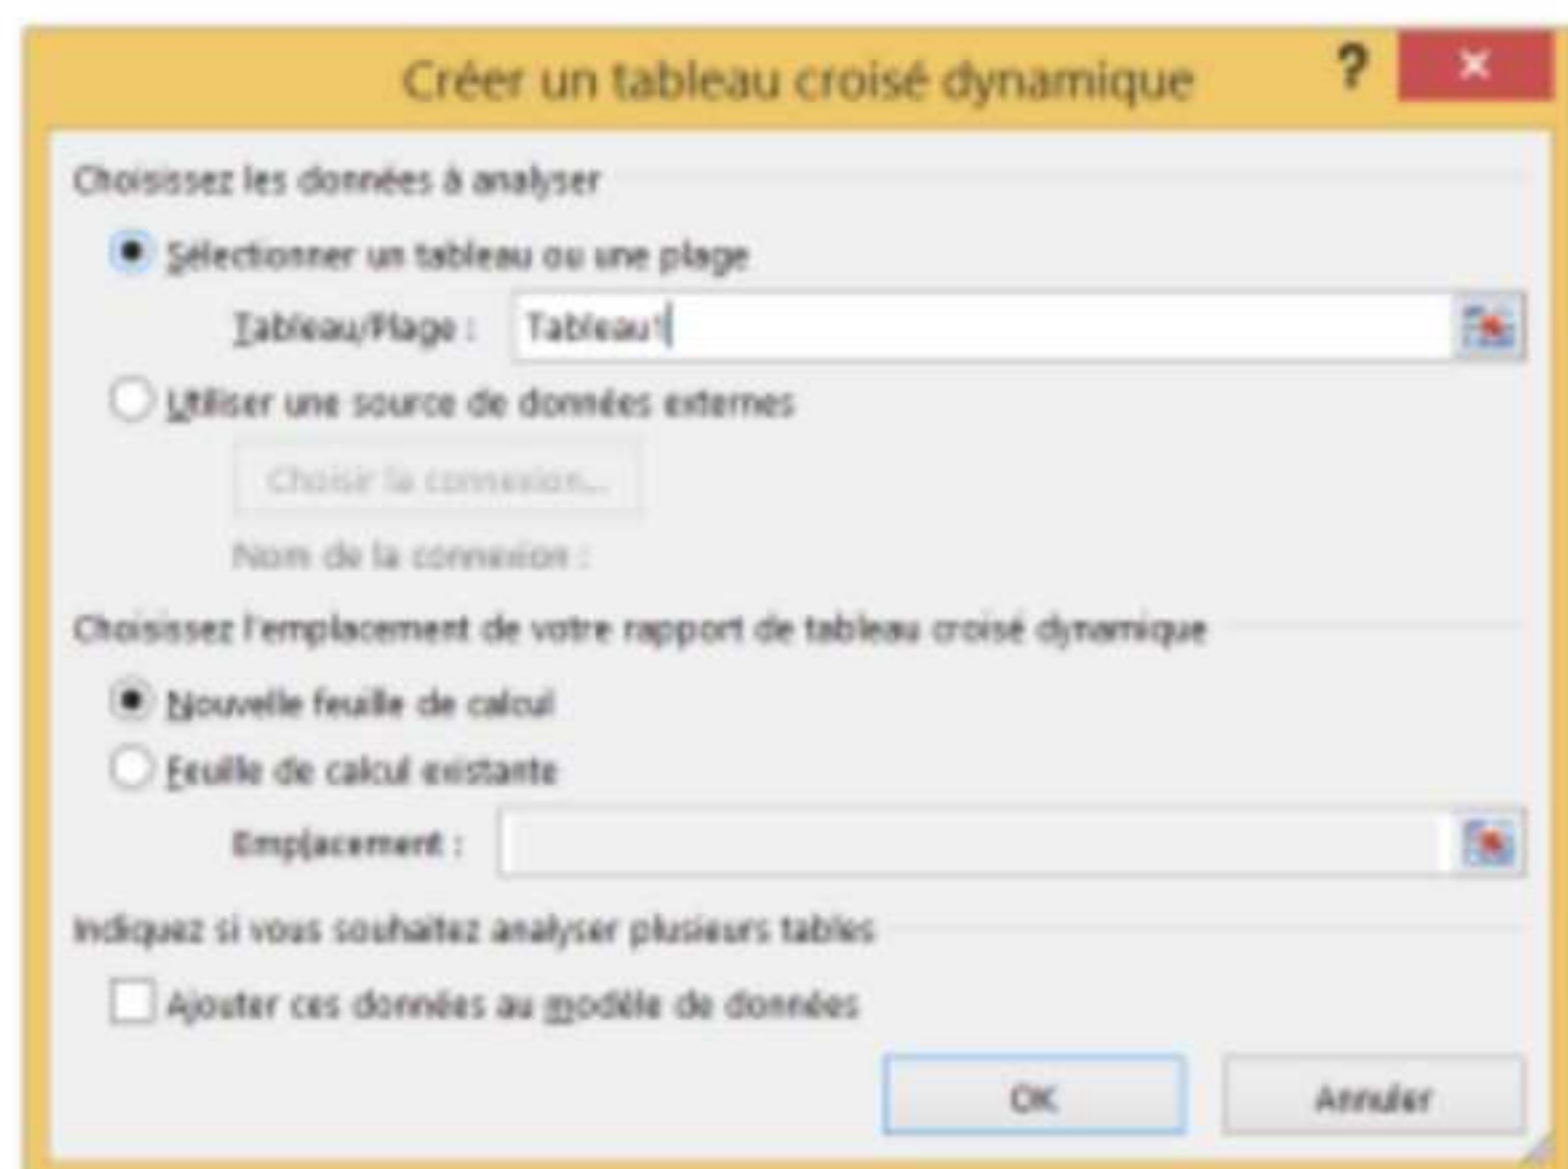 Créer un tableau croisé dynamique ? ×
Choisissez les données à analyser
Sélectionner un tableau ou une plage
Tableau/Plage : Tableau1
Utiliser une source de données externes
Choisir la connexion...
Nom de la connexion :
Choisissez l'emplacement de votre rapport de tableau croisé dynamique
Nouvelle feuille de calcul
Feuille de calcul existante
Emplacement :
Indiquez si vous souhaitez analyser plusieurs tables
Ajouter ces données au modèle de données
OK Annuler